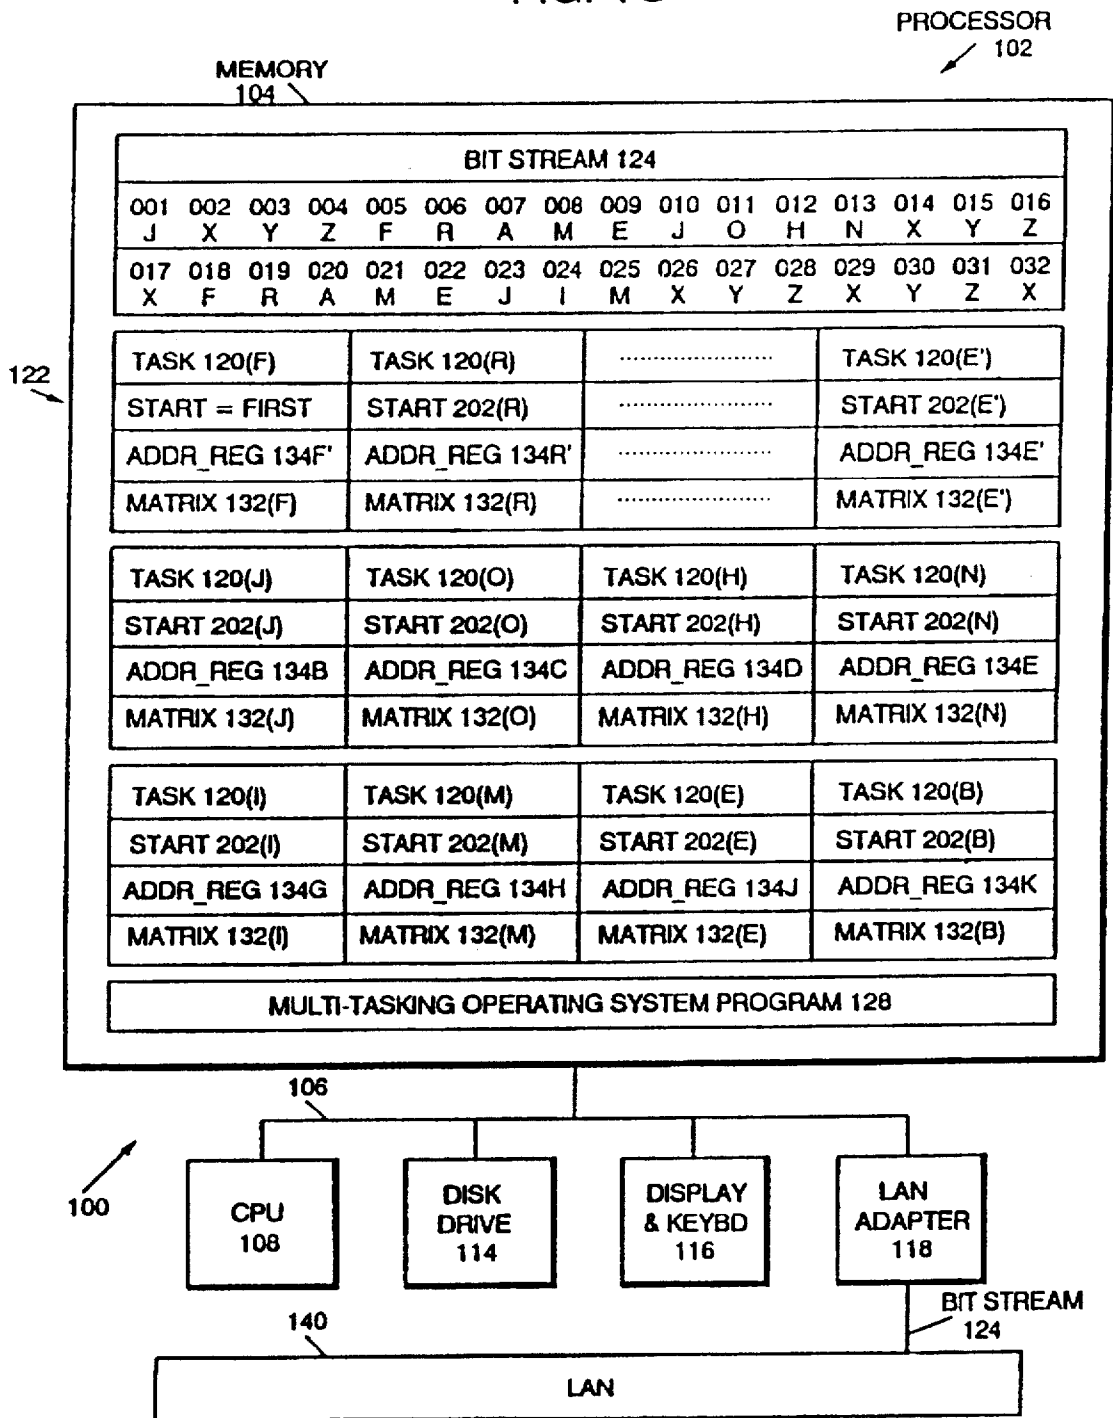 PROCESSOR
102
MEMORY
104
BIT STREAM 124
001 002 003 004 005 006 007 008 009 010 011 012 013 014 015 016
J X Y Z F R A M E J O H N X Y Z
017 018 019 020 021 022 023 024 025 026 027 028 029 030 031 032
X F R A M E J I M X Y Z X Y Z X
122
TASK 120(F) TASK 120(R) ..................... TASK 120(E')
START = FIRST START 202(R) ..................... START 202(E')
ADDR_REG 134F' ADDR_REG 134R' ..................... ADDR_REG 134E'
MATRIX 132(F) MATRIX 132(R) ..................... MATRIX 132(E')
TASK 120(J) TASK 120(O) TASK 120(H) TASK 120(N)
START 202(J) START 202(O) START 202(H) START 202(N)
ADDR_REG 134B ADDR_REG 134C ADDR_REG 134D ADDR_REG 134E
MATRIX 132(J) MATRIX 132(O) MATRIX 132(H) MATRIX 132(N)
TASK 120(I) TASK 120(M) TASK 120(E) TASK 120(B)
START 202(I) START 202(M) START 202(E) START 202(B)
ADDR_REG 134G ADDR_REG 134H ADDR_REG 134J ADDR_REG 134K
MATRIX 132(I) MATRIX 132(M) MATRIX 132(E) MATRIX 132(B)
MULTI-TASKING OPERATING SYSTEM PROGRAM 128
106
100
CPU
108
DISK
DRIVE
114
DISPLAY
& KEYBD
116
LAN
ADAPTER
118
BIT STREAM
124
140
LAN